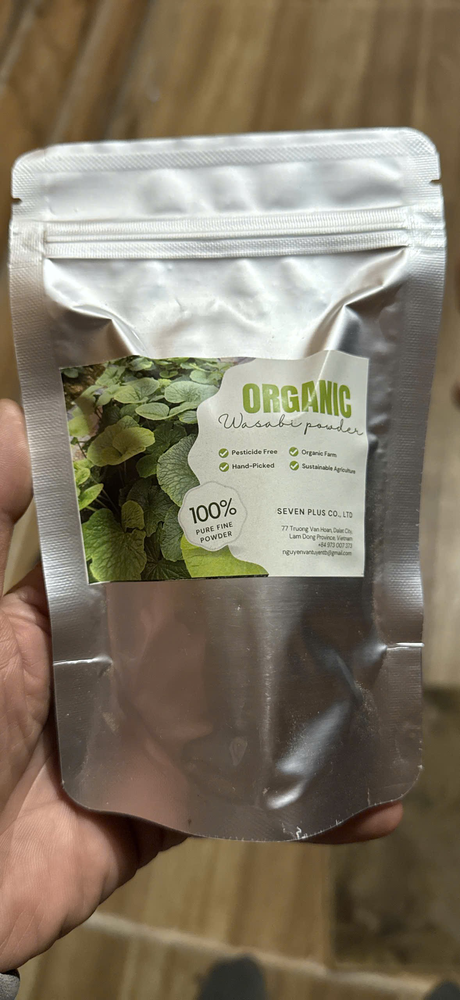 ORGANIC
Wasabi powder
Pesticide Free
Organic Farm
Hand-Picked
Sustainable Agriculture
100%
PURE FINE
POWDER
SEVEN PLUS CO., LTD
77 Truong Van Hoan, Dalat City,
Lam Dong Province, Vietnam
+84 973 007 373
nguyenvantuyentb@gmail.com